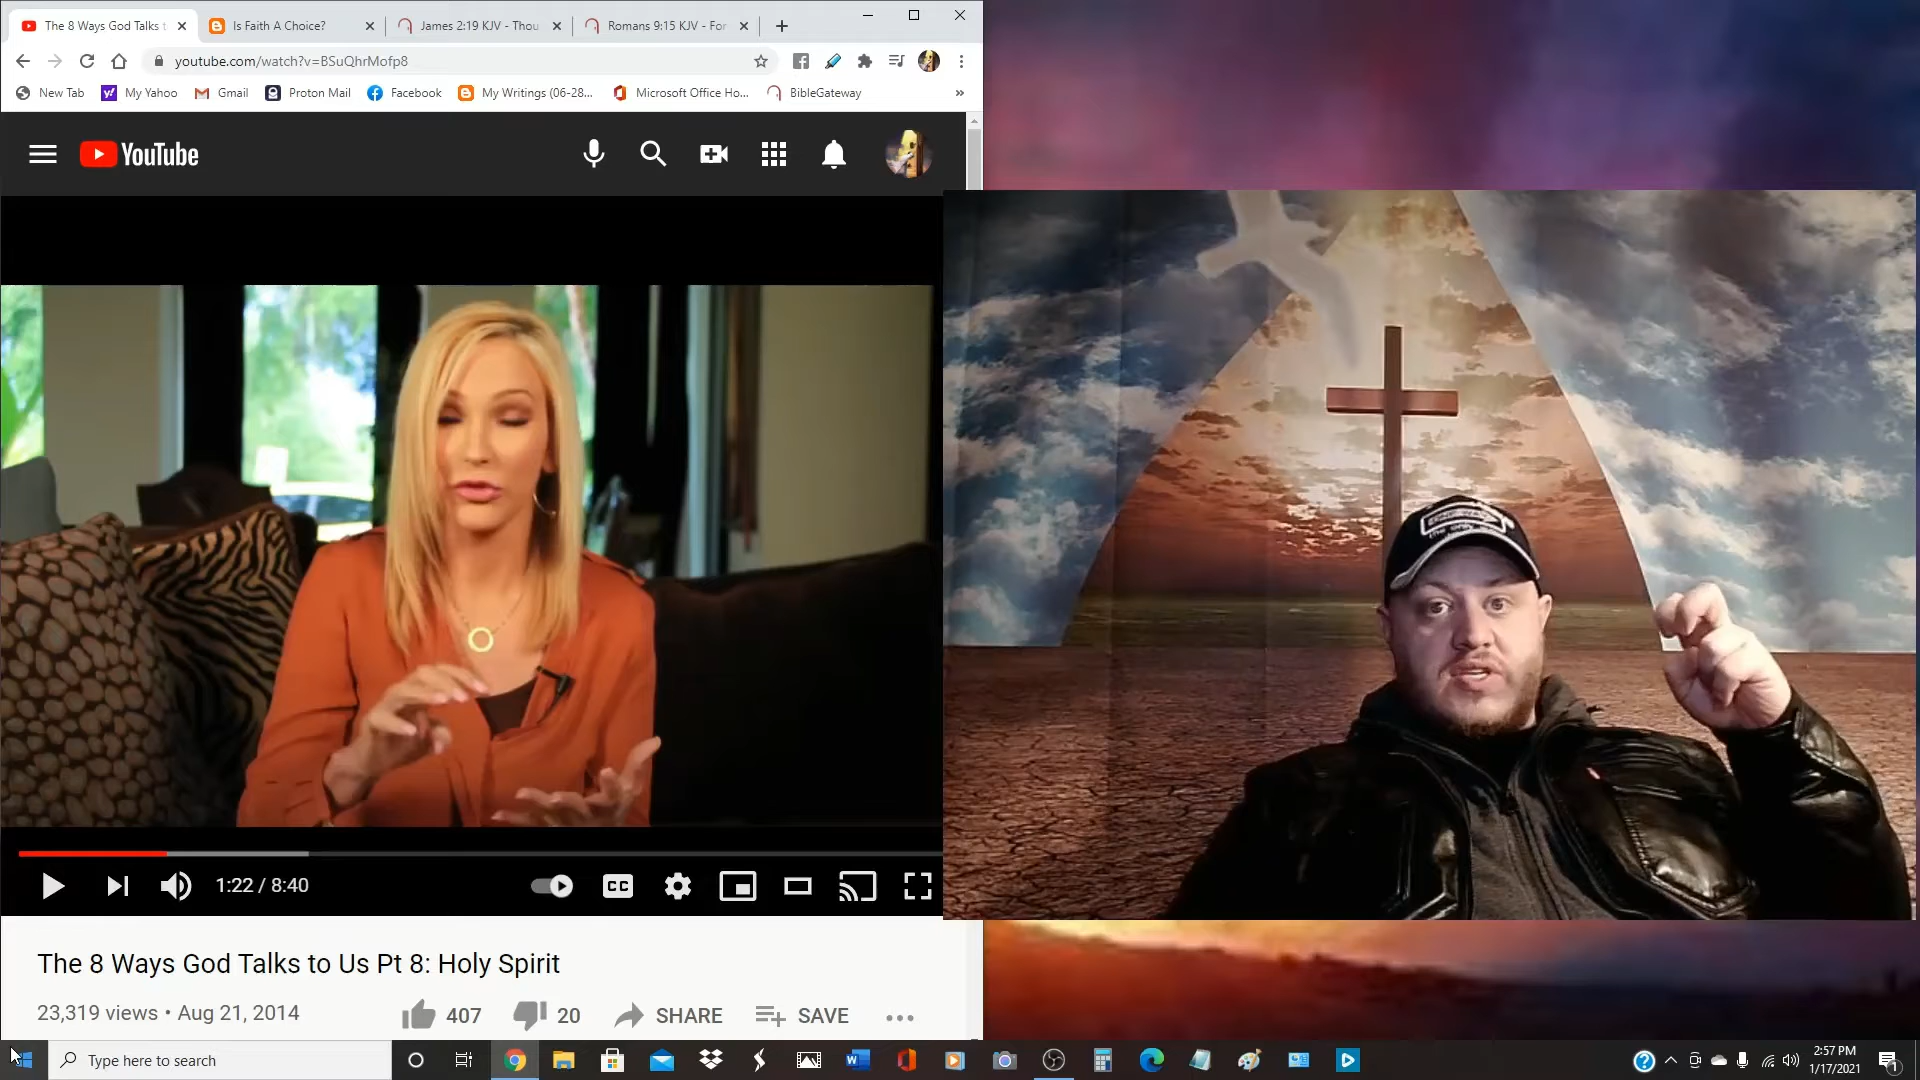 The 8 Ways God Talks t
Is Faith A Choice?
James 2:19 KJV - Thou
Romans 9:15 KJV - For
youtube.com/watch?v=BSuQhrMofp8
New Tab
My Yahoo
Gmail
Proton Mail
Facebook
My Writings (06-28...
Microsoft Office Ho...
BibleGateway
»
YouTube
1:22 / 8:40
CC
The 8 Ways God Talks to Us Pt 8: Holy Spirit
23,319 views • Aug 21, 2014
407
20
SHARE
SAVE
Type here to search
2:57 PM
1/17/2021